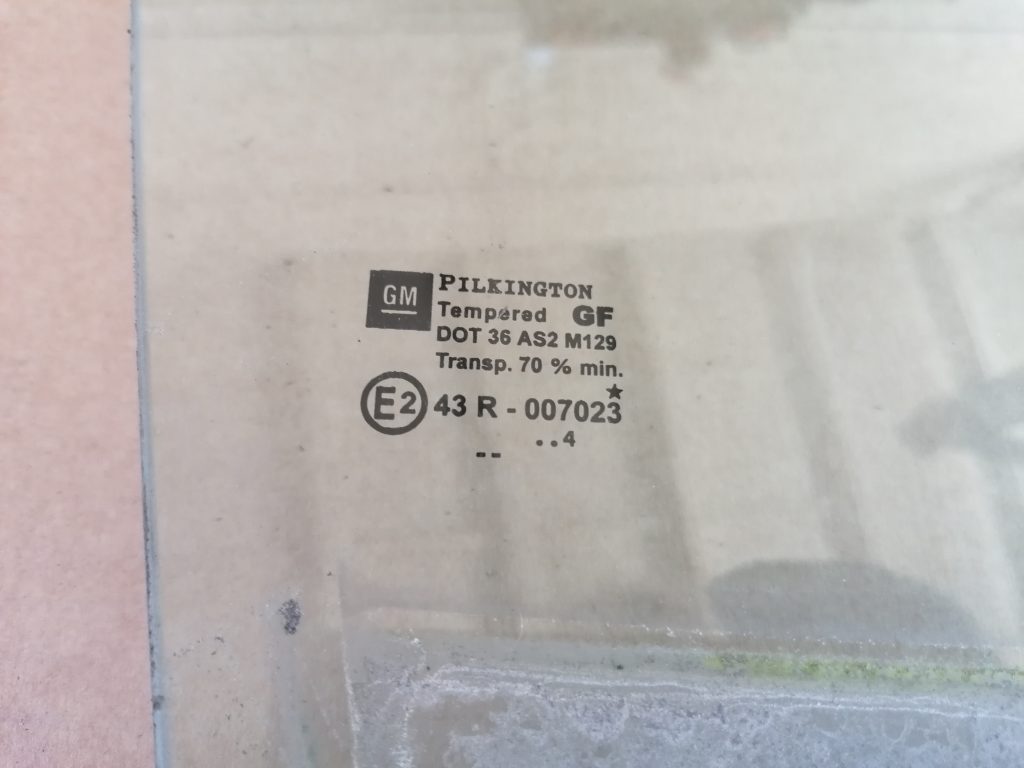 GM
PILKINGTON
Tempered GF
DOT 36 AS2 M129
Transp. 70 % min.
E2 43 R - 007023
..4
--